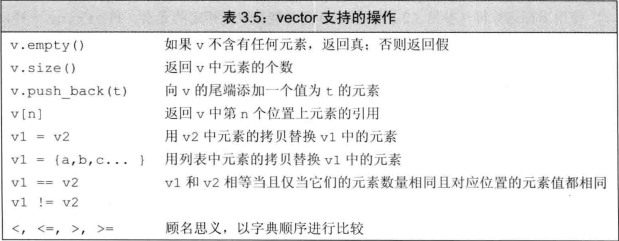 表 3.5：vector 支持的操作
v.empty() 如果 v 不含有任何元素，返回真；否则返回假
v.size() 返回 v 中元素的个数
v.push_back(t) 向 v 的尾端添加一个值为 t 的元素
v[n] 返回 v 中第 n 个位置上元素的引用
v1 = v2 用 v2 中元素的拷贝替换 v1 中的元素
v1 = {a,b,c... } 用列表中元素的拷贝替换 v1 中的元素
v1 == v2 v1 和 v2 相等当且仅当它们的元素数量相同且对应位置的元素值都相同
v1 != v2
<, <=, >, >= 顾名思义，以字典顺序进行比较